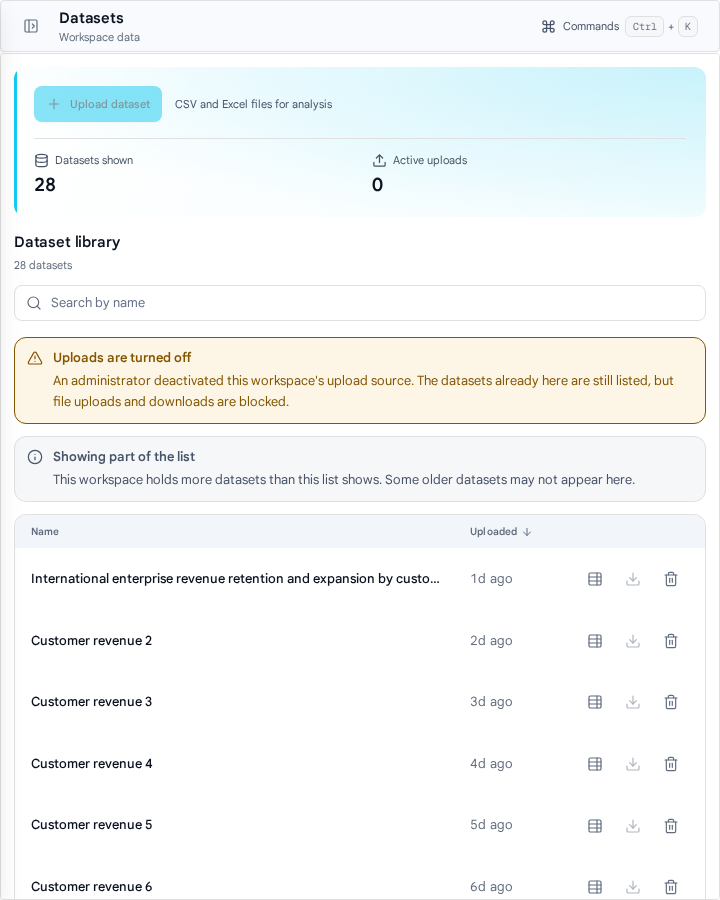 Datasets
Workspace data
Commands Ctrl + K
Upload dataset
CSV and Excel files for analysis
Datasets shown
28
Active uploads
0
Dataset library
28 datasets
Search by name
Uploads are turned off
An administrator deactivated this workspace's upload source. The datasets already here are still listed, but
file uploads and downloads are blocked.
Showing part of the list
This workspace holds more datasets than this list shows. Some older datasets may not appear here.
Name Uploaded
International enterprise revenue retention and expansion by custo... 1d ago
Customer revenue 2 2d ago
Customer revenue 3 3d ago
Customer revenue 4 4d ago
Customer revenue 5 5d ago
Customer revenue 6 6d ago